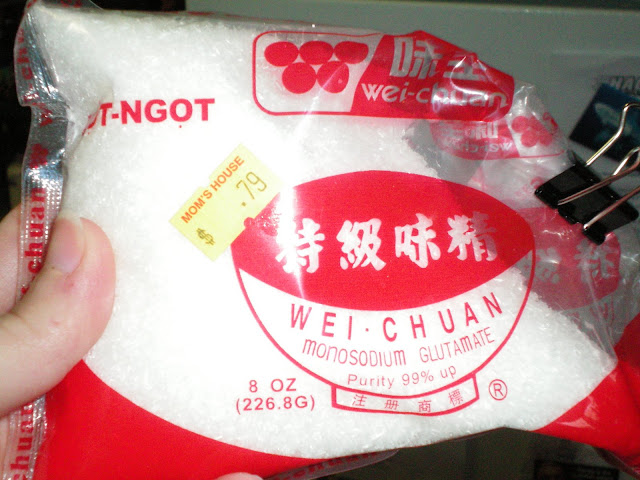 味王
wei-chuan
T-NGOT
MOM'S HOUSE
$ .79
特級味精
WEI·CHUAN
MONOSODIUM GLUTAMATE
Purity 99% up
8 OZ
(226.8G)
注册商標
®
chuan